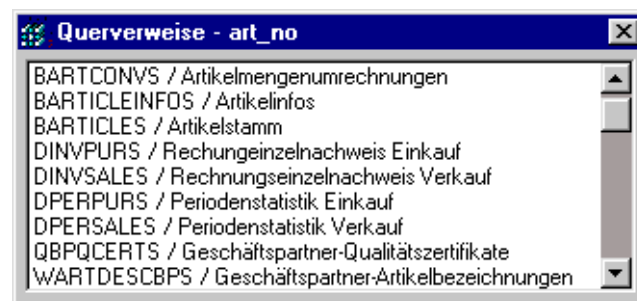 Querverweise - art_no
BARTCONVS / Artikelmengenumrechnungen
BARTICLEINFOS / Artikelinfos
BARTICLES / Artikelstamm
DINVPURS / Rechungeinzelnachweis Einkauf
DINVSALES / Rechnungseinzelnachweis Verkauf
DPERPURS / Periodenstatistik Einkauf
DPERSALES / Periodenstatistik Verkauf
QBPQCERTS / Geschäftspartner-Qualitätszertifikate
WARTDESCBPS / Geschäftspartner-Artikelbezeichnungen